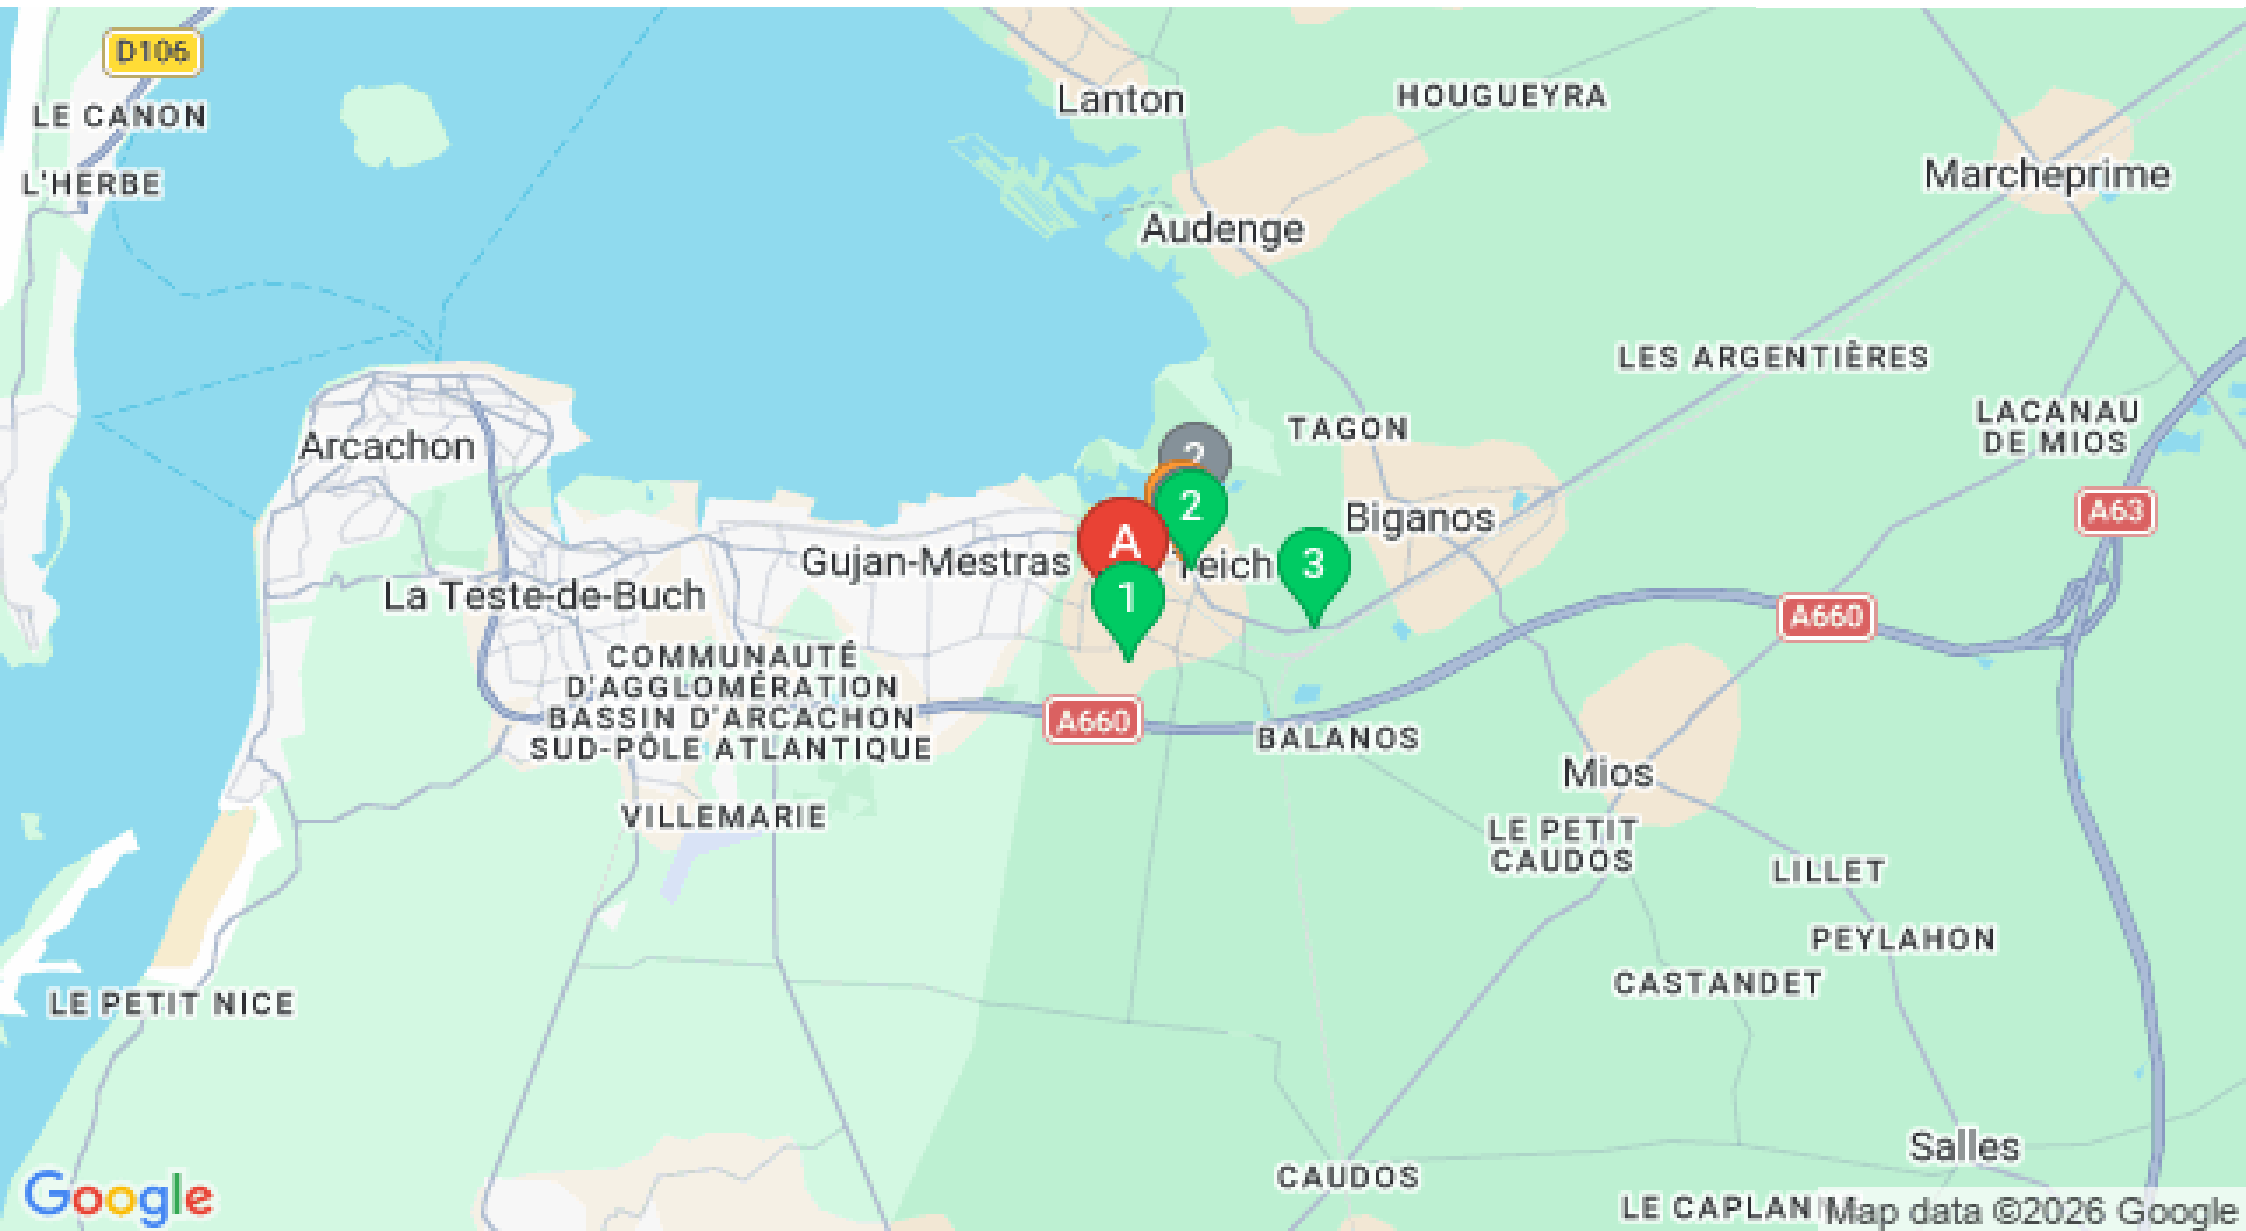 D106
LE CANON
L'HERBE
Lanton
HOUGUEYRA
Marcheprime
Audenge
LES ARGENTIÈRES
LACANAU
DE MIOS
TAGON
Arcachon
2
2
A63
Biganos
A
Gujan-Mestras
Teich
3
La Teste-de-Buch
1
A660
COMMUNAUTÉ
D'AGGLOMÉRATION
BASSIN D'ARCACHON
SUD-PÔLE ATLANTIQUE
A660
BALANOS
Mios
VILLEMARIE
LE PETIT
CAUDOS
LILLET
PEYLAHON
CASTANDET
LE PETIT NICE
Salles
CAUDOS
Google
LE CAPLAN
Map data ©2026 Google